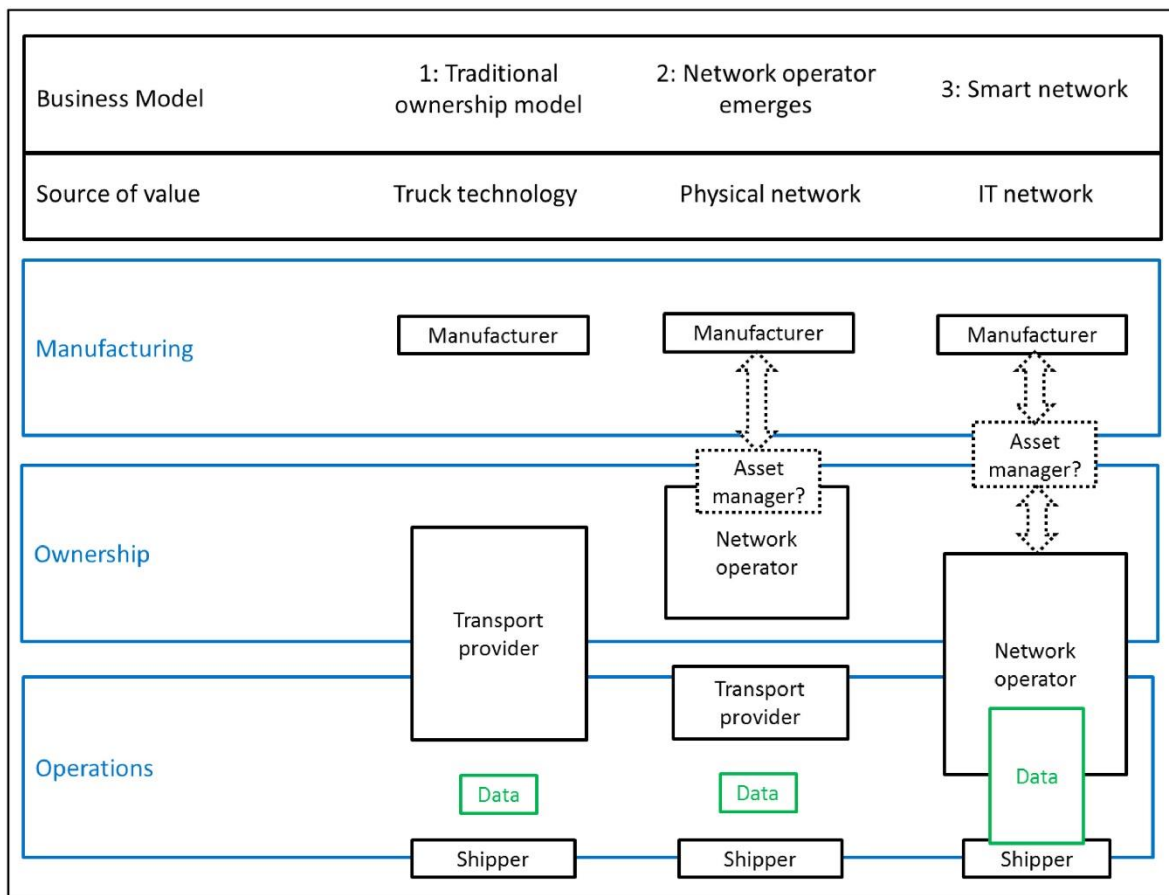 Business Model
1: Traditional
ownership model
2: Network operator
emerges
3: Smart network
Source of value
Truck technology
Physical network
IT network
Manufacturing
Manufacturer
Manufacturer
Manufacturer
Asset
manager?
Asset
manager?
Ownership
Network
operator
Transport
provider
Network
operator
Transport
provider
Operations
Data
Data
Data
Shipper
Shipper
Shipper